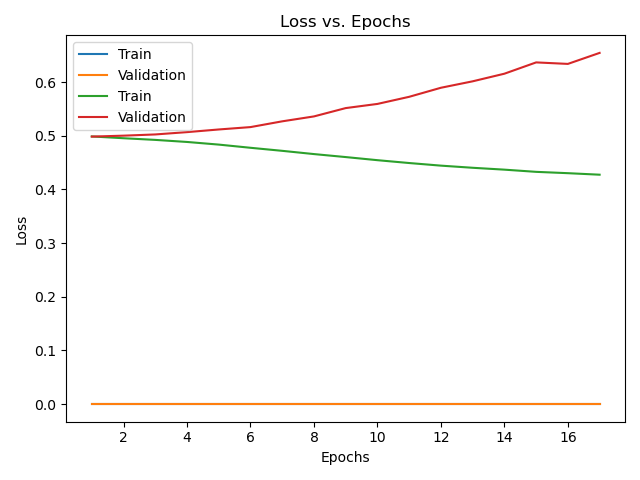 Loss vs. Epochs
Train
Validation
Train
Validation
0.6
0.5
0.4
0.3
0.2
0.1
0.0
Loss
2 4 6 8 10 12 14 16
Epochs